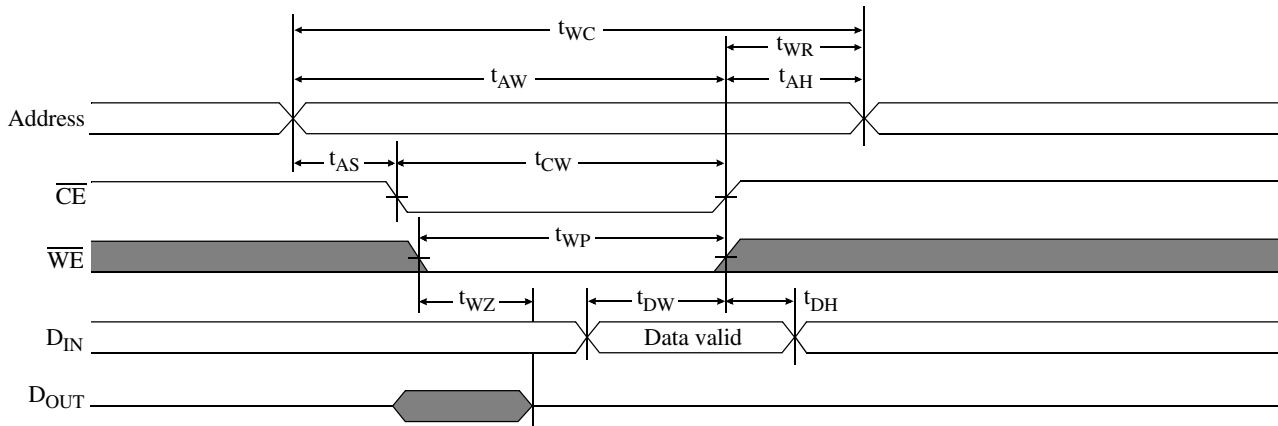 tWC
tWR
tAW
tAH
Address
tAS
tCW
CE
tWP
WE
tWZ
tDW
tDH
DIN
Data valid
DOUT